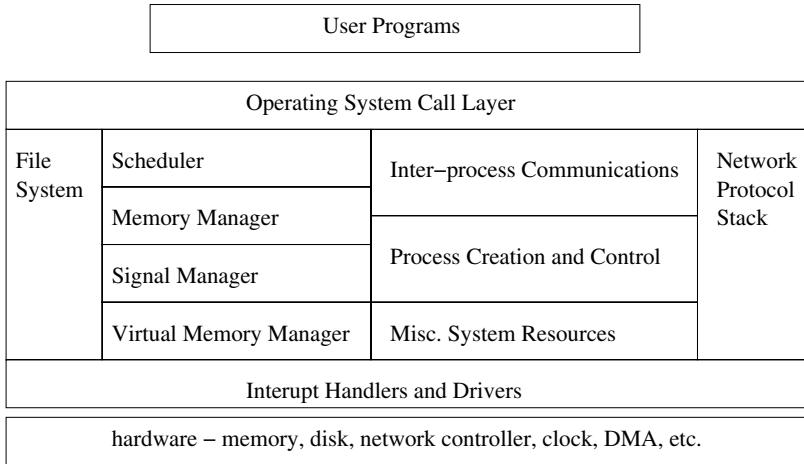 User Programs
Operating System Call Layer
File
System
Scheduler
Memory Manager
Signal Manager
Virtual Memory Manager
Inter−process Communications
Process Creation and Control
Misc. System Resources
Network
Protocol
Stack
Interupt Handlers and Drivers
hardware − memory, disk, network controller, clock, DMA, etc.